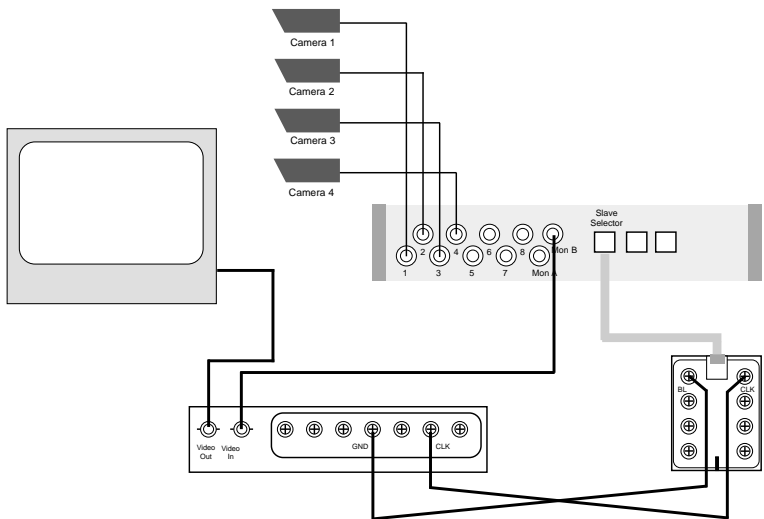 Camera 1
Camera 2
Camera 3
Camera 4
Slave
Selector
2
4
6
8
Mon B
1
3
5
7
Mon A
BL
CLK
Video
Out
Video
In
GND
CLK